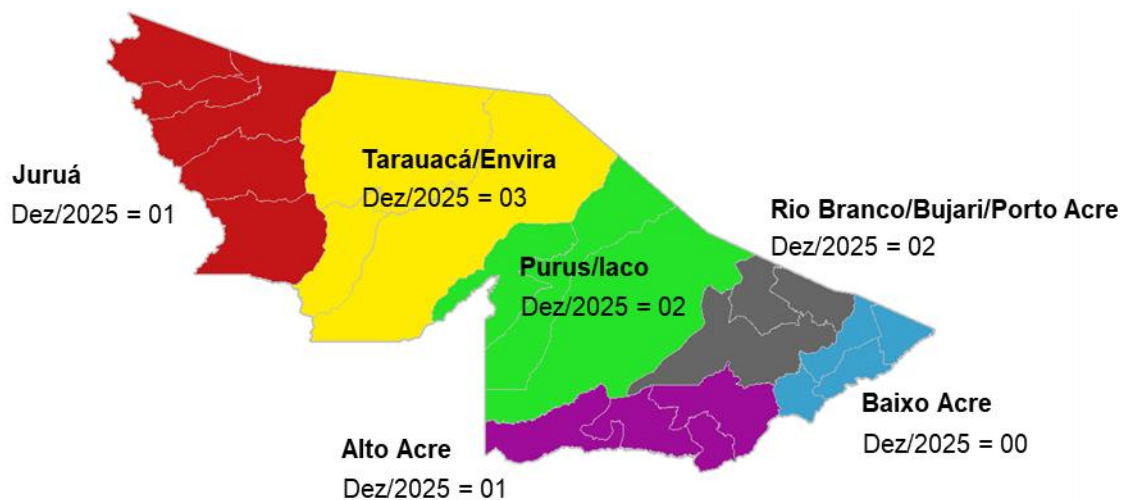 Juruá
Dez/2025 = 01
Tarauacá/Envira
Dez/2025 = 03
Rio Branco/Bujari/Porto Acre
Dez/2025 = 02
Purus/Iaco
Dez/2025 = 02
Baixo Acre
Dez/2025 = 00
Alto Acre
Dez/2025 = 01